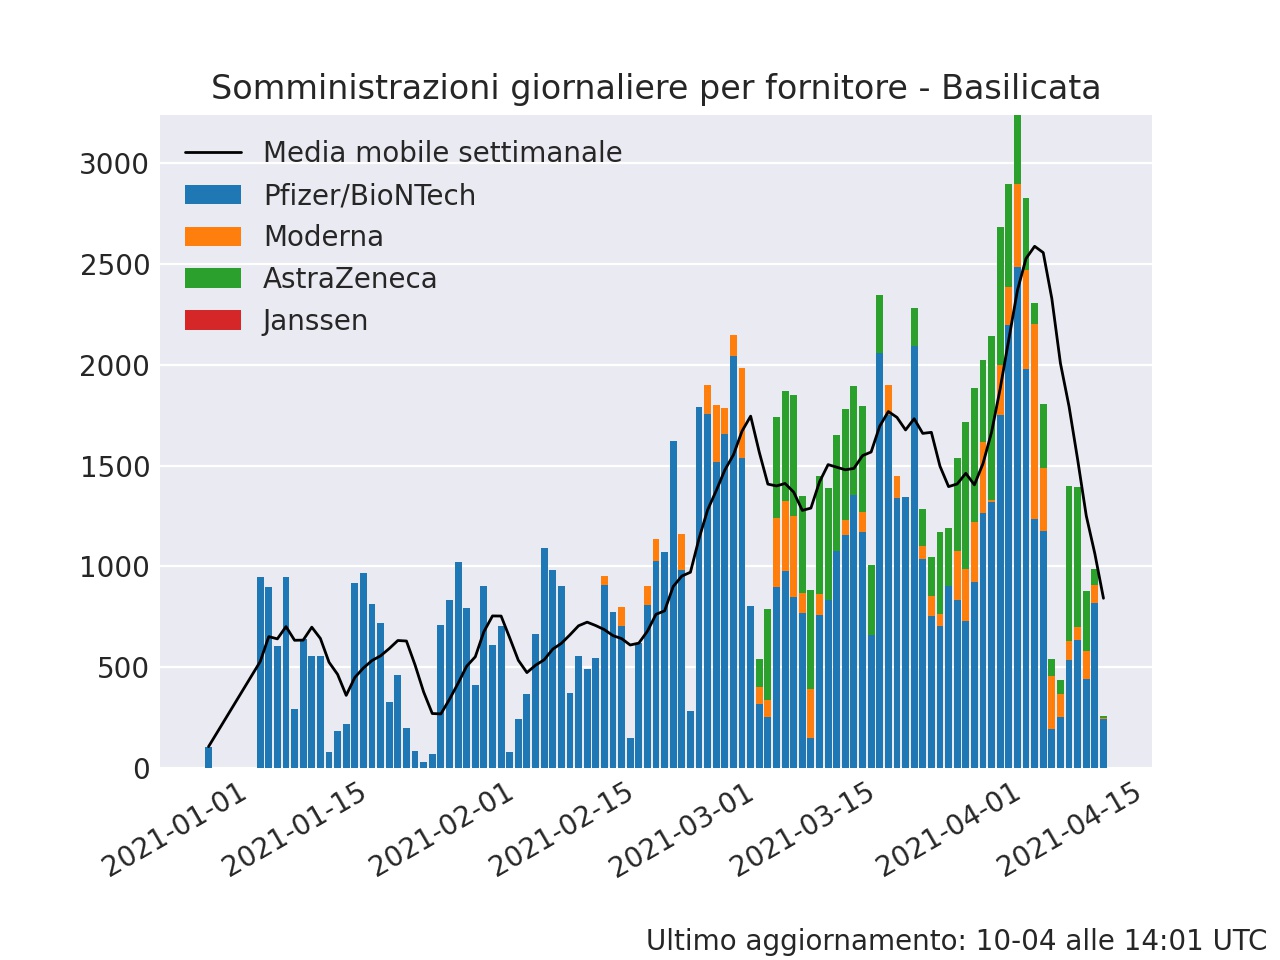 Somministrazioni giornaliere per fornitore - Basilicata
Media mobile settimanale
Pfizer/BioNTech
Moderna
AstraZeneca
Janssen
3000
2500
2000
1500
1000
500
0
2021-01-01
2021-01-15
2021-02-01
2021-02-15
2021-03-01
2021-03-15
2021-04-01
2021-04-15
Ultimo aggiornamento: 10-04 alle 14:01 UTC